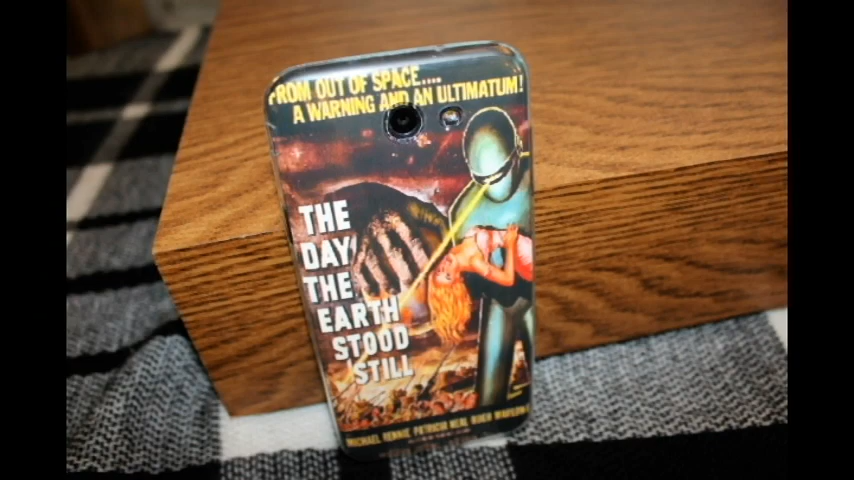 FROM OUT OF SPACE....
A WARNING AND AN ULTIMATUM!
THE
DAY
THE
EARTH
STOOD
STILL
MICHAEL RENNIE PATRICIA NEAL HUGH MARLOWE